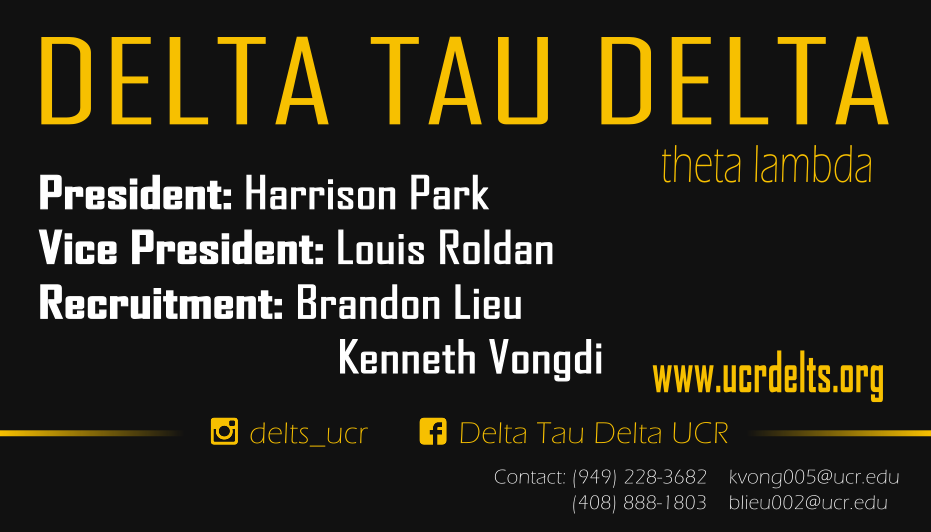 DELTA TAU DELTA
theta lambda
President: Harrison Park
Vice President: Louis Roldan
Recruitment: Brandon Lieu
Kenneth Vongdi
www.ucrdelts.org
delts_ucr Delta Tau Delta UCR
Contact: (949) 228-3682 kvong005@ucr.edu
(408) 888-1803 blieu002@ucr.edu